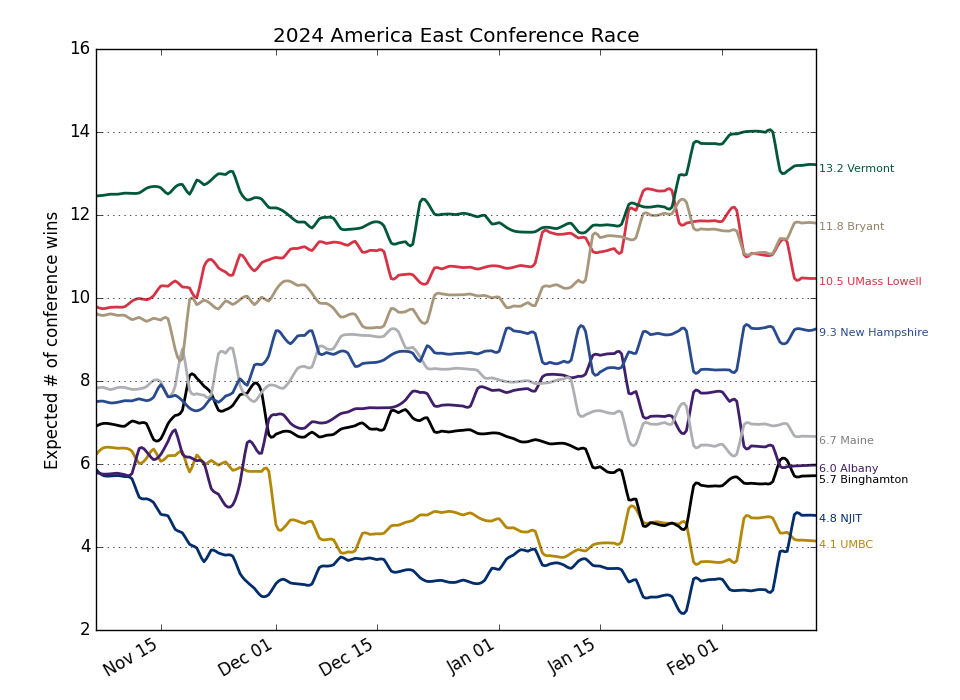 2024 America East Conference Race
Expected # of conference wins
16
14
12
10
8
6
4
2
Nov 15
Dec 01
Dec 15
Jan 01
Jan 15
Feb 01
13.2 Vermont
11.8 Bryant
10.5 UMass Lowell
9.3 New Hampshire
6.7 Maine
6.0 Albany
5.7 Binghamton
4.8 NJIT
4.1 UMBC